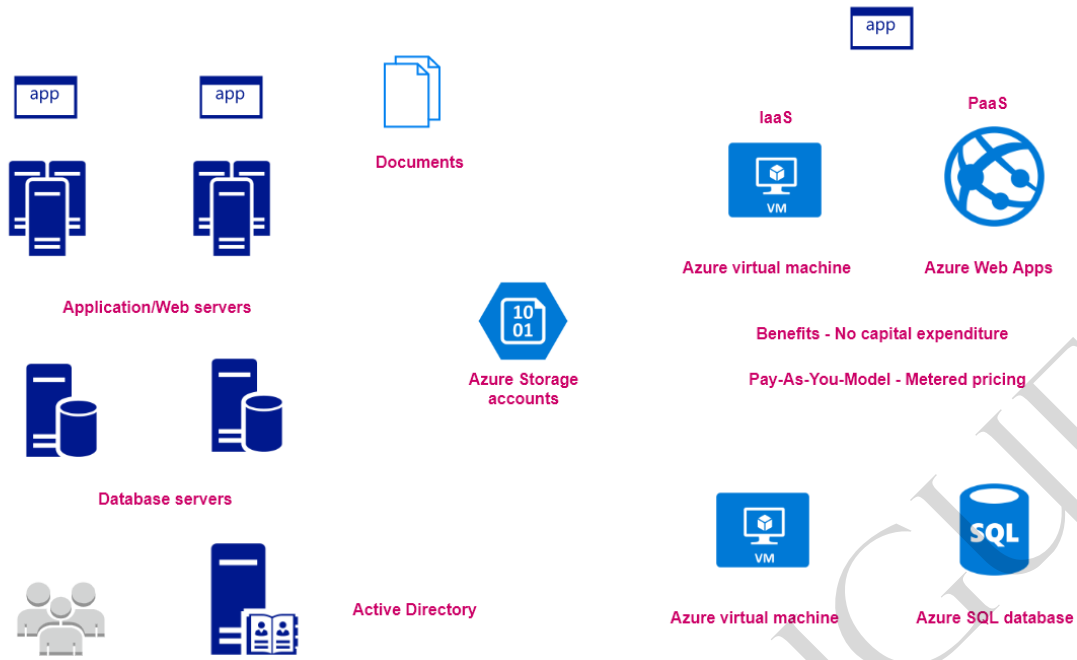 app
app
app
Documents
IaaS
PaaS
VM
Azure virtual machine
Azure Web Apps
Application/Web servers
10
01
Azure Storage
accounts
Benefits - No capital expenditure
Pay-As-You-Model - Metered pricing
Database servers
VM
SQL
Active Directory
Azure virtual machine
Azure SQL database